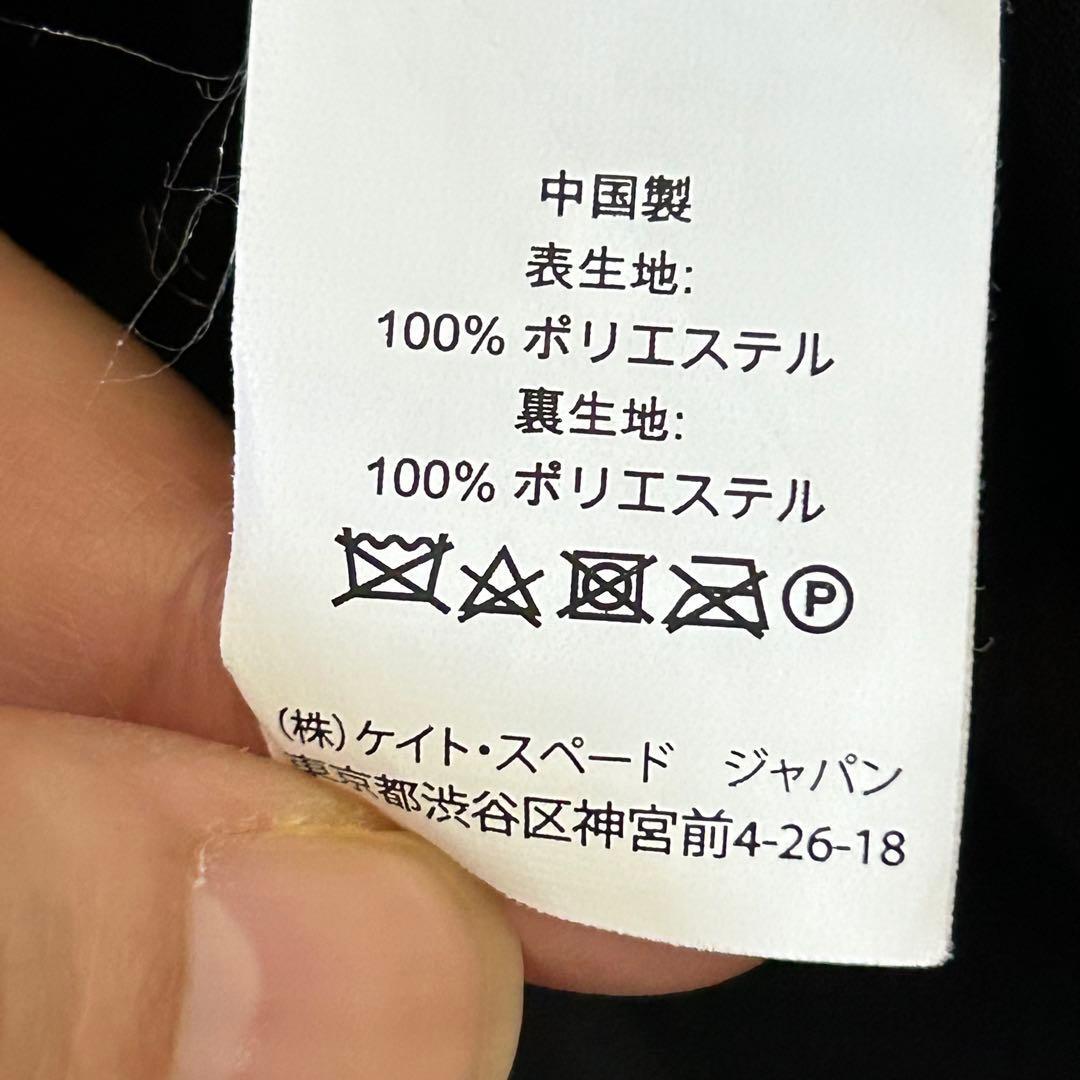 中国製
表生地:
100% ポリエステル
裏生地:
100% ポリエステル
P
(株)ケイト・スペード ジャパン
東京都渋谷区神宮前4-26-18